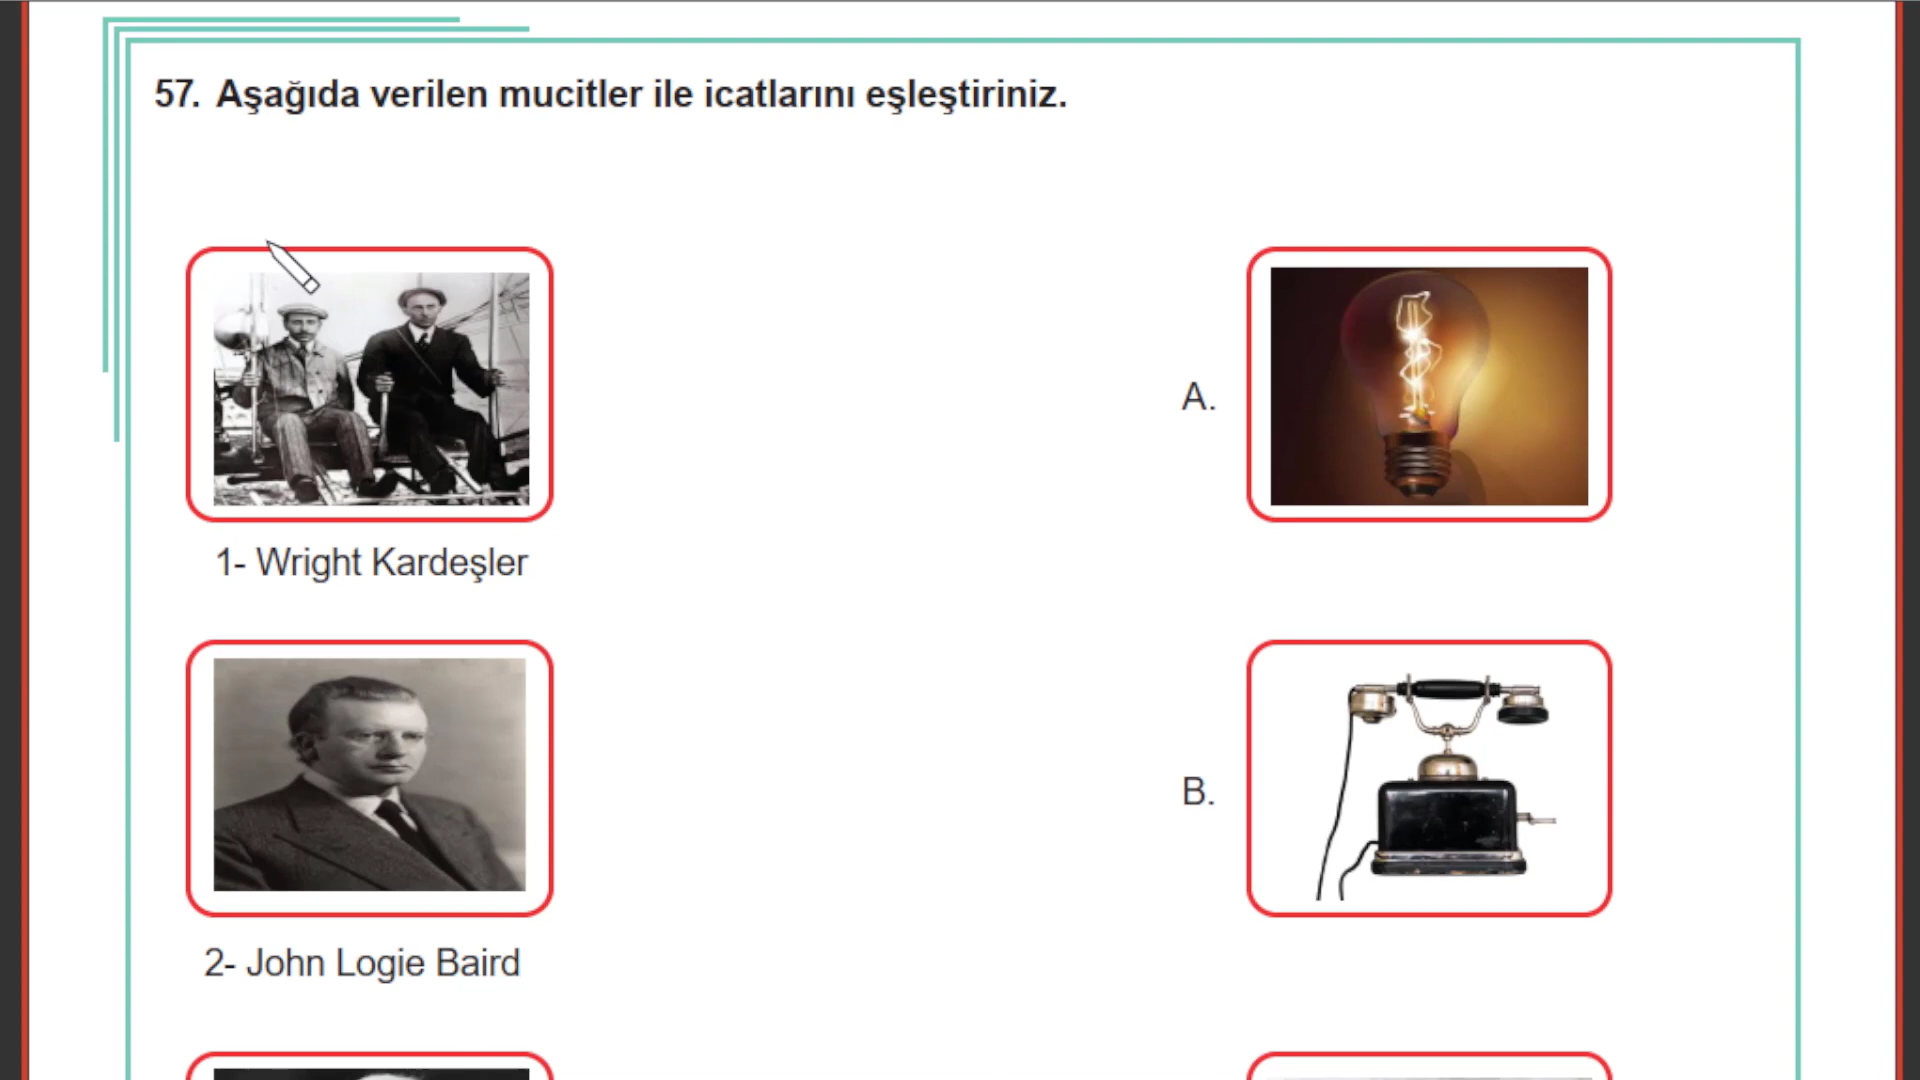 57. Aşağıda verilen mucitler ile icatlarını eşleştiriniz.
A.
1- Wright Kardeşler
B.
2- John Logie Baird